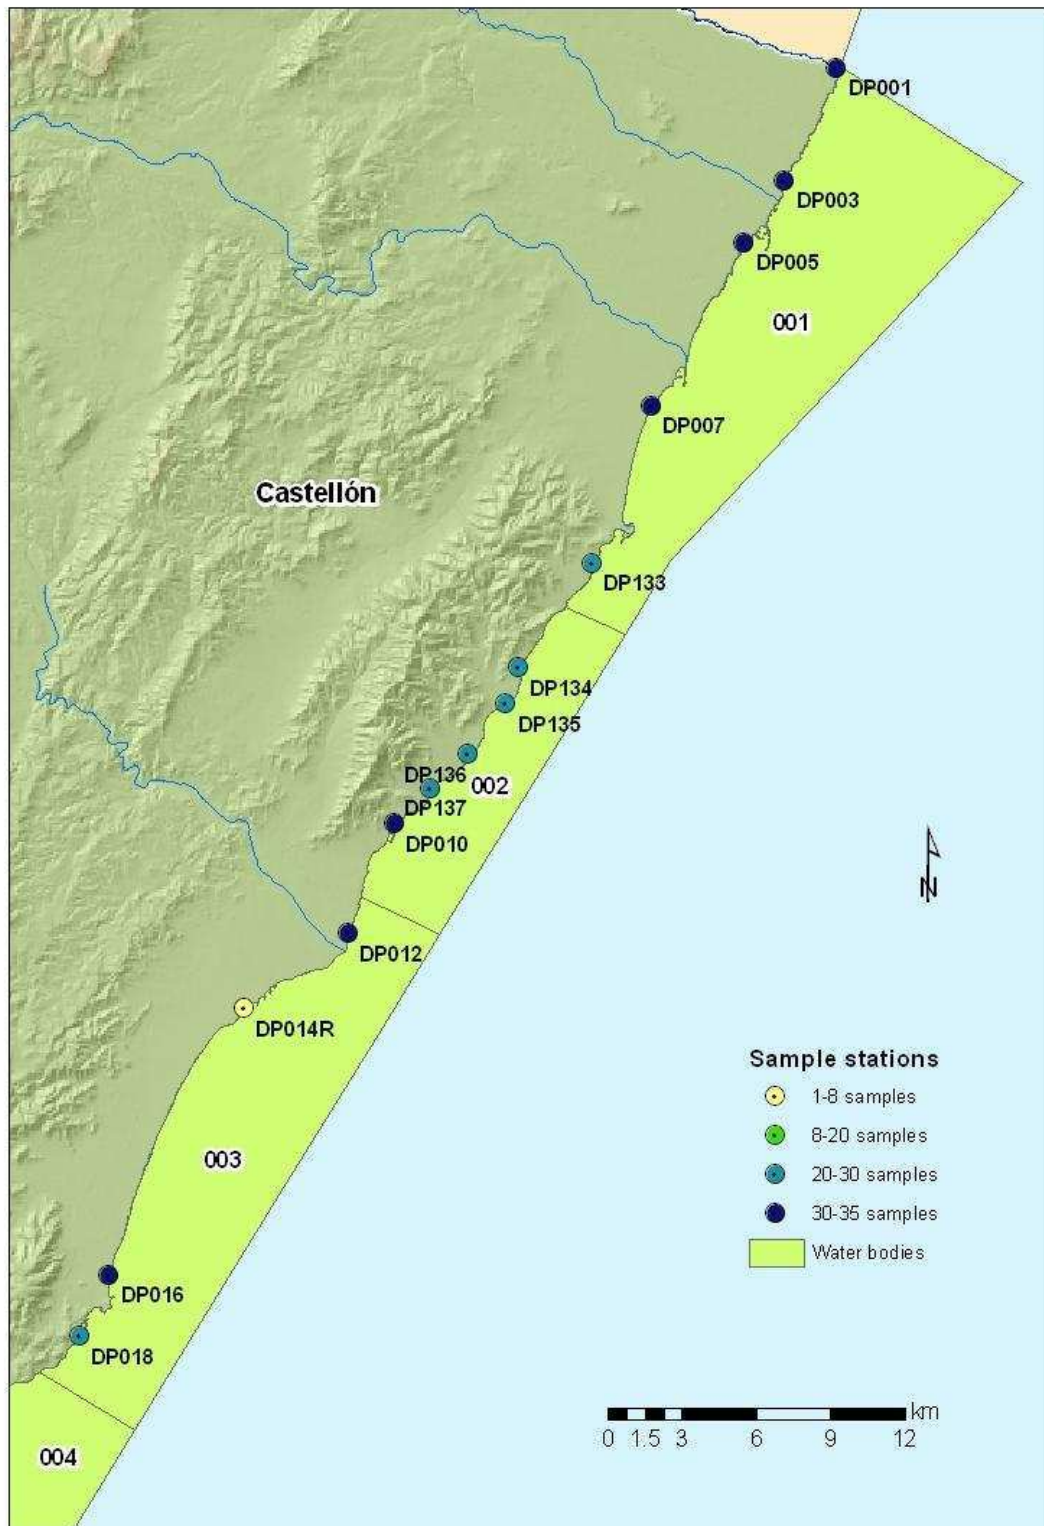 DP001
DP003
DP005
001
DP007
Castellón
DP133
DP134
DP135
DP136
002
DP137
DP010
N
DP012
DP014R
Sample stations
1-8 samples
8-20 samples
20-30 samples
30-35 samples
Water bodies
003
DP016
DP018
km
0 1.5 3 6 9 12
004